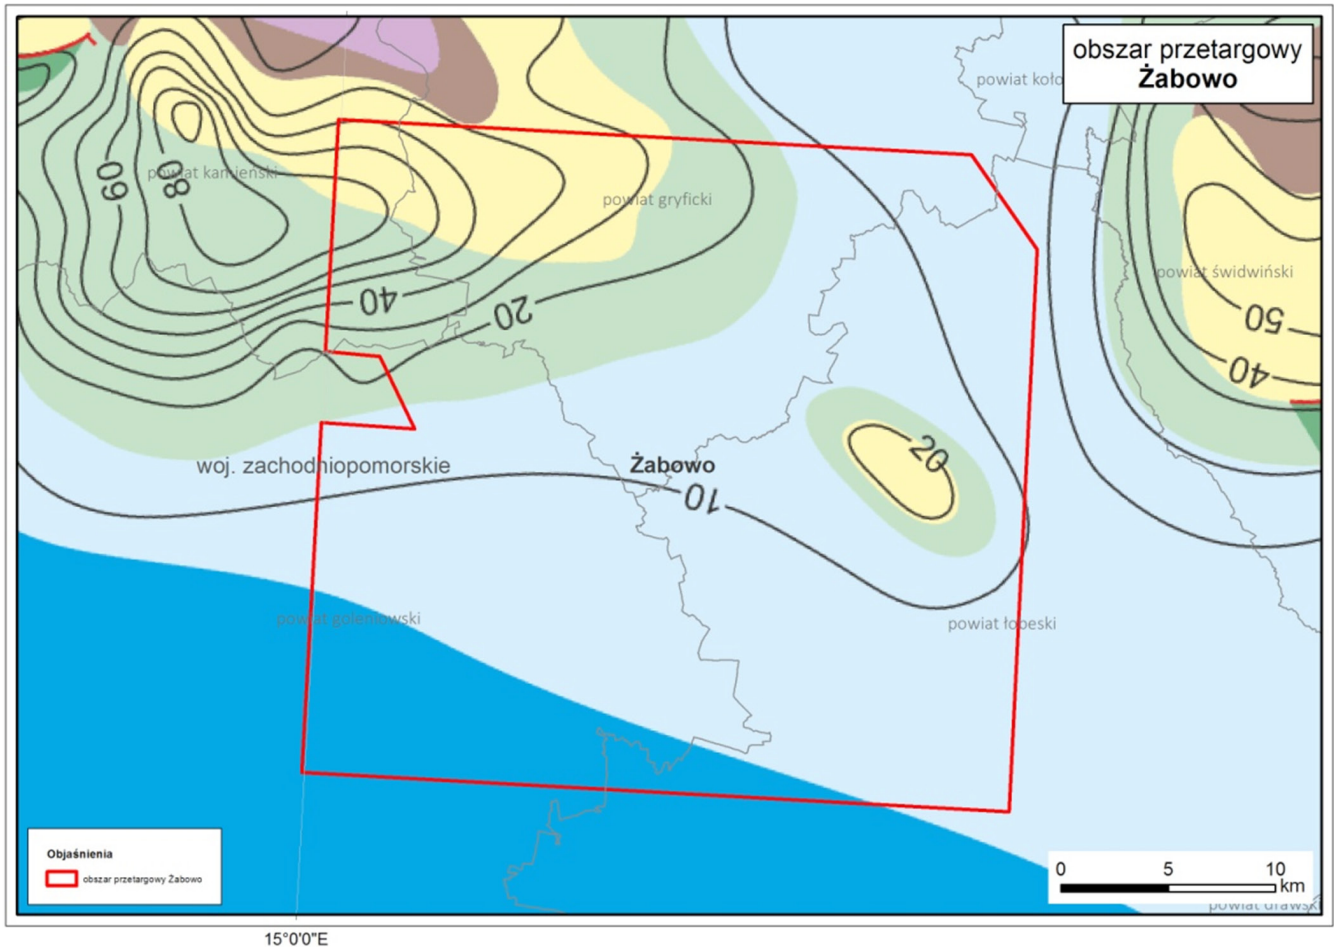 obszar przetargowy
Żabowo
powiat koło
60
80
powiat kamieński
powiat gryficki
powiat świdwiński
40
20
50
40
20
woj. zachodniopomorskie
Żabowo
10
powiat goleniowski
powiat łobeski
Objaśnienia
obszar przetargowy Żabowo
0 5 10
km
powiat drawski
15°0'0"E